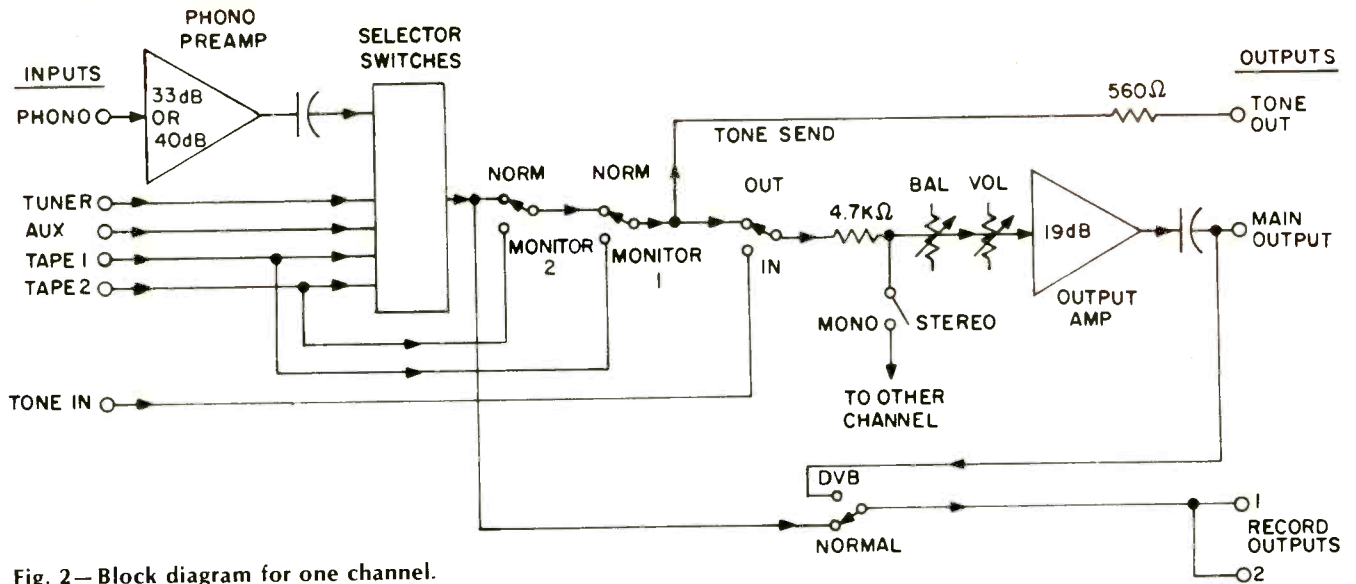 PHONO
PREAMP
SELECTOR
SWITCHES
INPUTS
OUTPUTS
33dB
OR
40dB
PHONO
560Ω
TONE
OUT
TONE SEND
NORM
NORM
OUT
BAL
VOL
TUNER
AUX
TAPE 1
TAPE 2
4.7KΩ
19dB
MAIN
OUTPUT
MONITOR
2
MONITOR
1
IN
OUTPUT
AMP
MONO
STEREO
TONE IN
TO OTHER
CHANNEL
DVB
NORMAL
1
RECORD
OUTPUTS
2
Fig. 2—Block diagram for one channel.